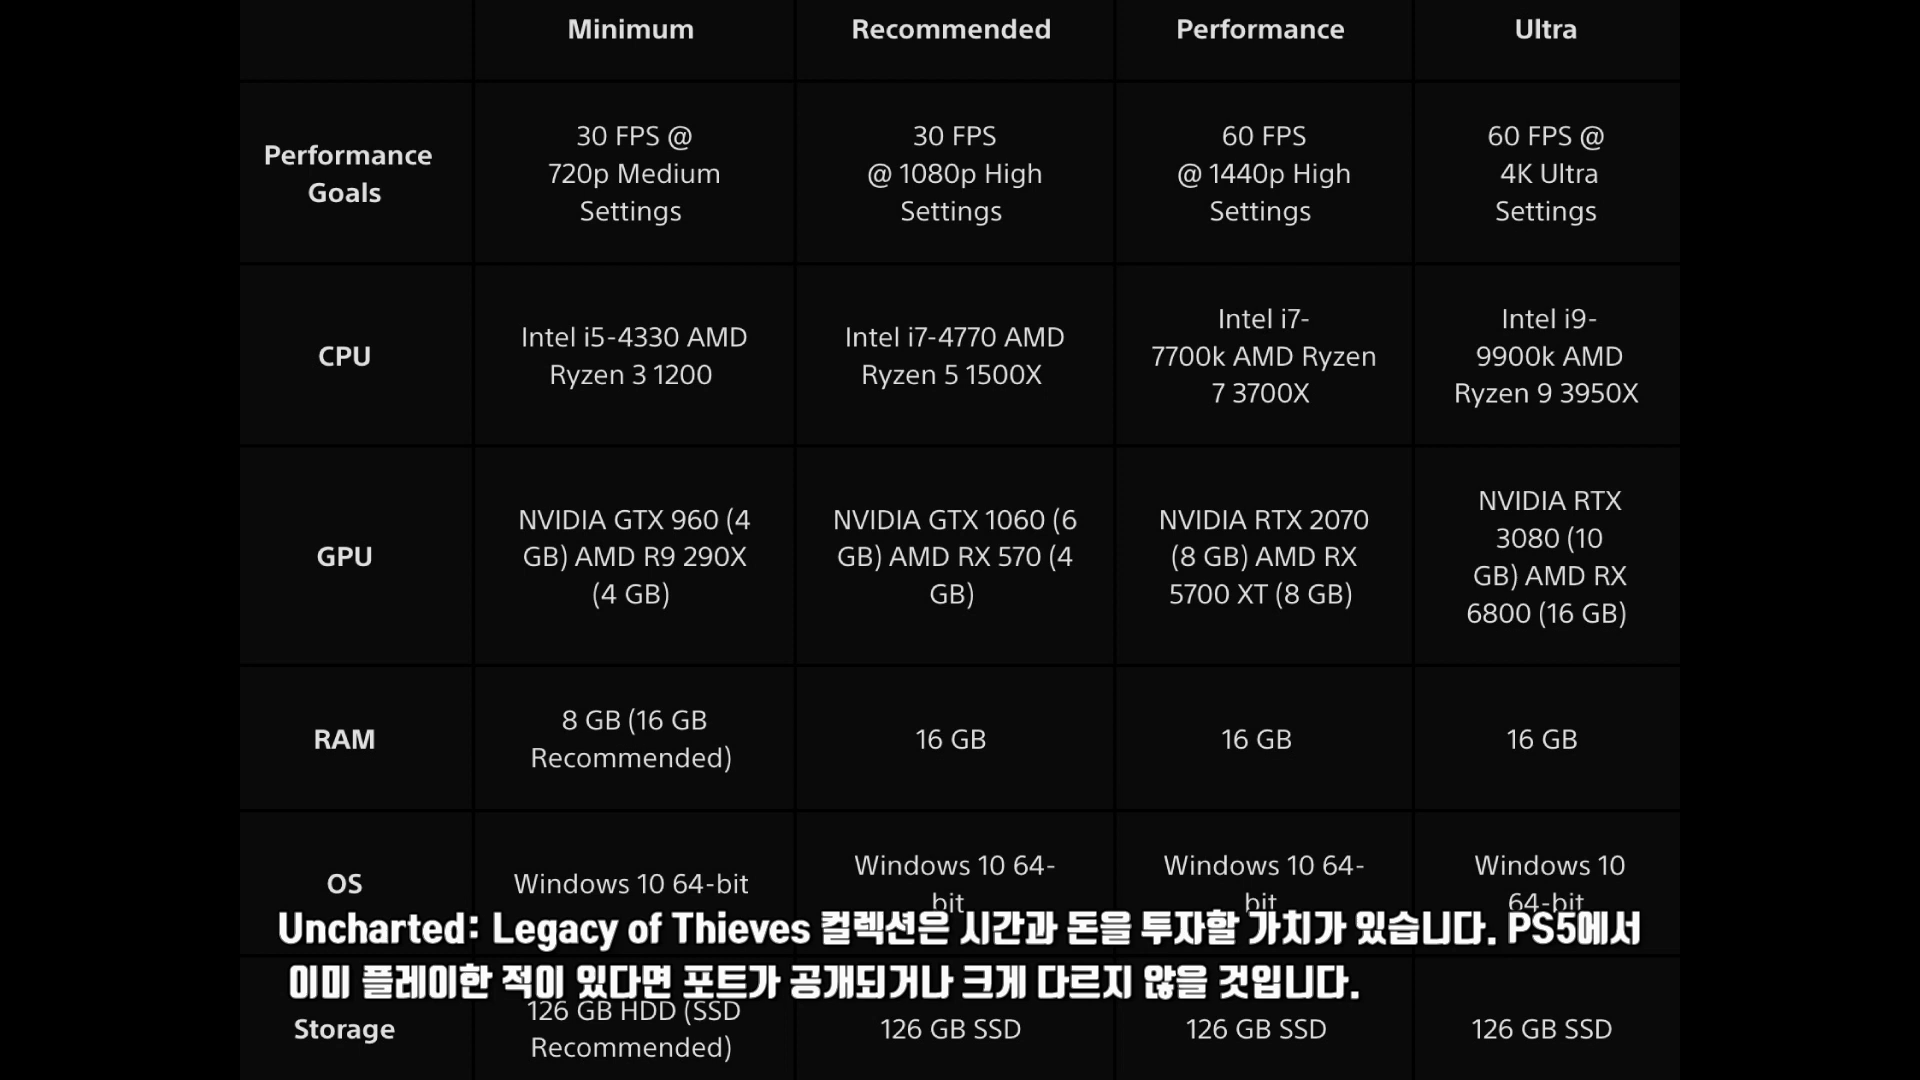 Minimum
Recommended
Performance
Ultra
Performance
Goals
30 FPS @
720p Medium
Settings
30 FPS
@ 1080p High
Settings
60 FPS
@ 1440p High
Settings
60 FPS @
4K Ultra
Settings
CPU
Intel i5-4330 AMD
Ryzen 3 1200
Intel i7-4770 AMD
Ryzen 5 1500X
Intel i7-
7700k AMD Ryzen
7 3700X
Intel i9-
9900k AMD
Ryzen 9 3950X
GPU
NVIDIA GTX 960 (4
GB) AMD R9 290X
(4 GB)
NVIDIA GTX 1060 (6
GB) AMD RX 570 (4
GB)
NVIDIA RTX 2070
(8 GB) AMD RX
5700 XT (8 GB)
NVIDIA RTX
3080 (10
GB) AMD RX
6800 (16 GB)
RAM
8 GB (16 GB
Recommended)
16 GB
16 GB
16 GB
OS
Windows 10 64-bit
Windows 10 64-
bit
Windows 10 64-
bit
Windows 10
64-bit
Uncharted: Legacy of Thieves 컬렉션은 시간과 돈을 투자할 가치가 있습니다. PS5에서
이미 플레이한 적이 있다면 포트가 공개되거나 크게 다르지 않을 것입니다.
Storage
126 GB HDD (SSD
Recommended)
126 GB SSD
126 GB SSD
126 GB SSD